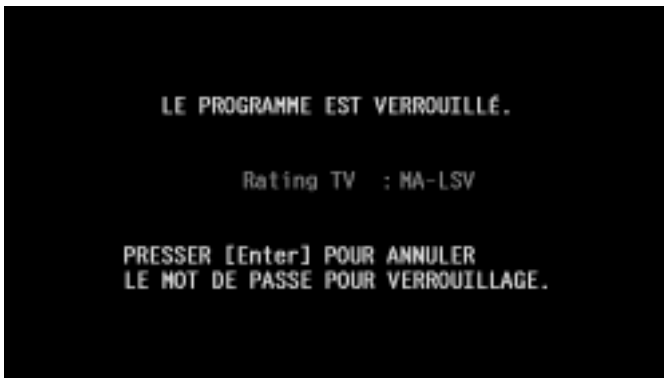 LE PROGRAMME EST VERROUILLÉ.
Rating TV : MA-LSV
PRESSER [Enter] POUR ANNULER
LE MOT DE PASSE POUR VERROUILLAGE.